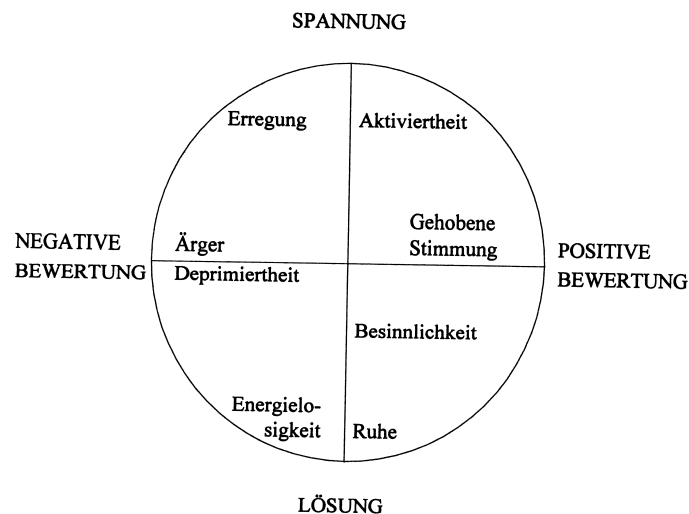 SPANNUNG
Erregung
Aktiviertheit
Gehobene
Stimmung
NEGATIVE
BEWERTUNG
Ärger
Deprimiertheit
POSITIVE
BEWERTUNG
Besinnlichkeit
Energielo-
sigkeit
Ruhe
LÖSUNG